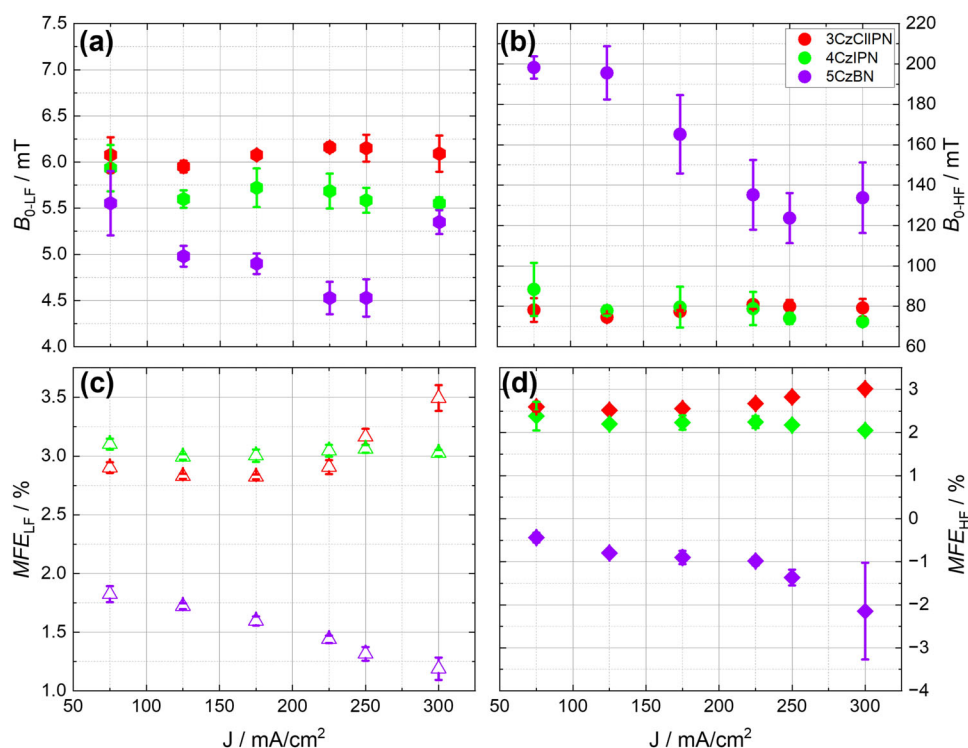 (a)
7.5
7.0
6.5
6.0
5.5
5.0
4.5
4.0
B0-LF / mT
(b)
3CzClIPN
4CzIPN
5CzBN
220
200
180
160
140
120
100
80
60
B0-HF / mT
(c)
3.5
3.0
2.5
2.0
1.5
1.0
MFELF / %
50 100 150 200 250 300
J / mA/cm²
(d)
3
2
1
0
−1
−2
−3
−4
MFEHF / %
50 100 150 200 250 300
J / mA/cm²